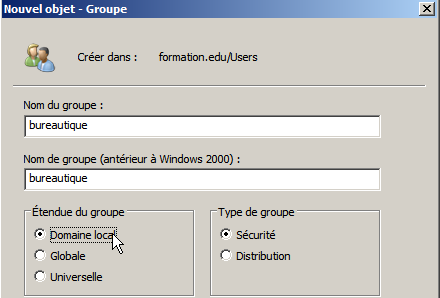 Nouvel objet - Groupe
Créer dans : formation.edu/Users
Nom du groupe :
bureautique
Nom de groupe (antérieur à Windows 2000) :
bureautique
Étendue du groupe
Domaine local
Globale
Universelle
Type de groupe
Sécurité
Distribution